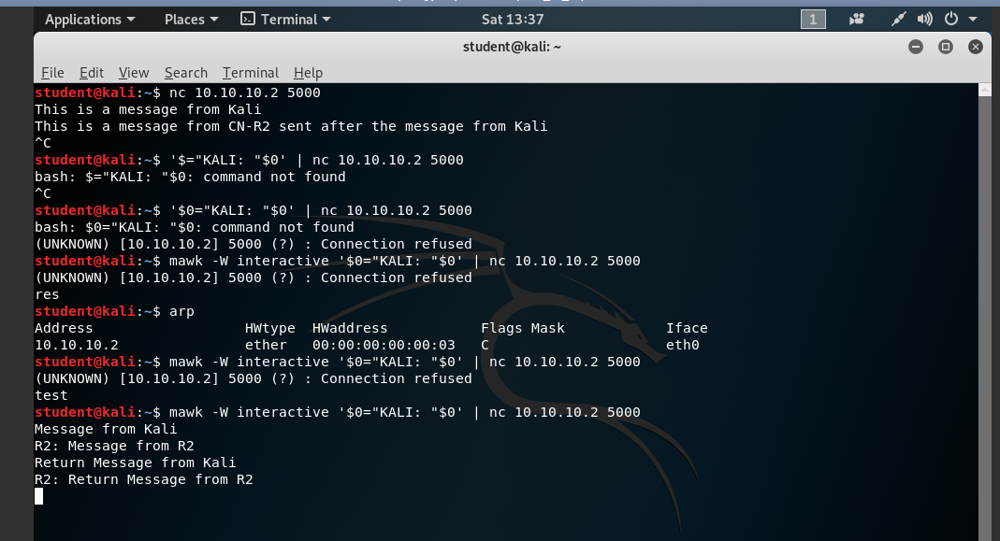 Applications Places Terminal Sat 13:37 1
student@kali: ~
File Edit View Search Terminal Help
student@kali:~$ nc 10.10.10.2 5000
This is a message from Kali
This is a message from CN-R2 sent after the message from Kali
^C
student@kali:~$ '$="KALI: "$0' | nc 10.10.10.2 5000
bash: $="KALI: "$0: command not found
^C
student@kali:~$ '$0="KALI: "$0' | nc 10.10.10.2 5000
bash: $0="KALI: "$0: command not found
(UNKNOWN) [10.10.10.2] 5000 (?) : Connection refused
student@kali:~$ mawk -W interactive '$0="KALI: "$0' | nc 10.10.10.2 5000
(UNKNOWN) [10.10.10.2] 5000 (?) : Connection refused
res
student@kali:~$ arp
Address HWtype HWaddress Flags Mask Iface
10.10.10.2 ether 00:00:00:00:00:03 C eth0
student@kali:~$ mawk -W interactive '$0="KALI: "$0' | nc 10.10.10.2 5000
(UNKNOWN) [10.10.10.2] 5000 (?) : Connection refused
test
student@kali:~$ mawk -W interactive '$0="KALI: "$0' | nc 10.10.10.2 5000
Message from Kali
R2: Message from R2
Return Message from Kali
R2: Return Message from R2